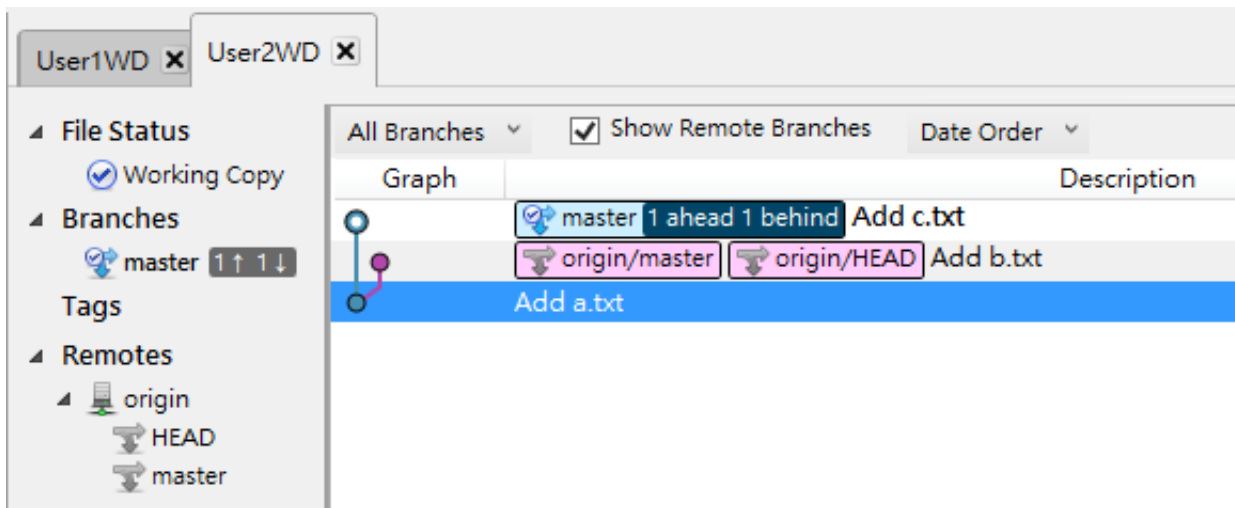 User1WD
User2WD
File Status
Working Copy
Branches
master 1↑ 1↓
Tags
Remotes
origin
HEAD
master
All Branches Show Remote Branches Date Order
Graph Description
master 1 ahead 1 behind Add c.txt
origin/master origin/HEAD Add b.txt
Add a.txt